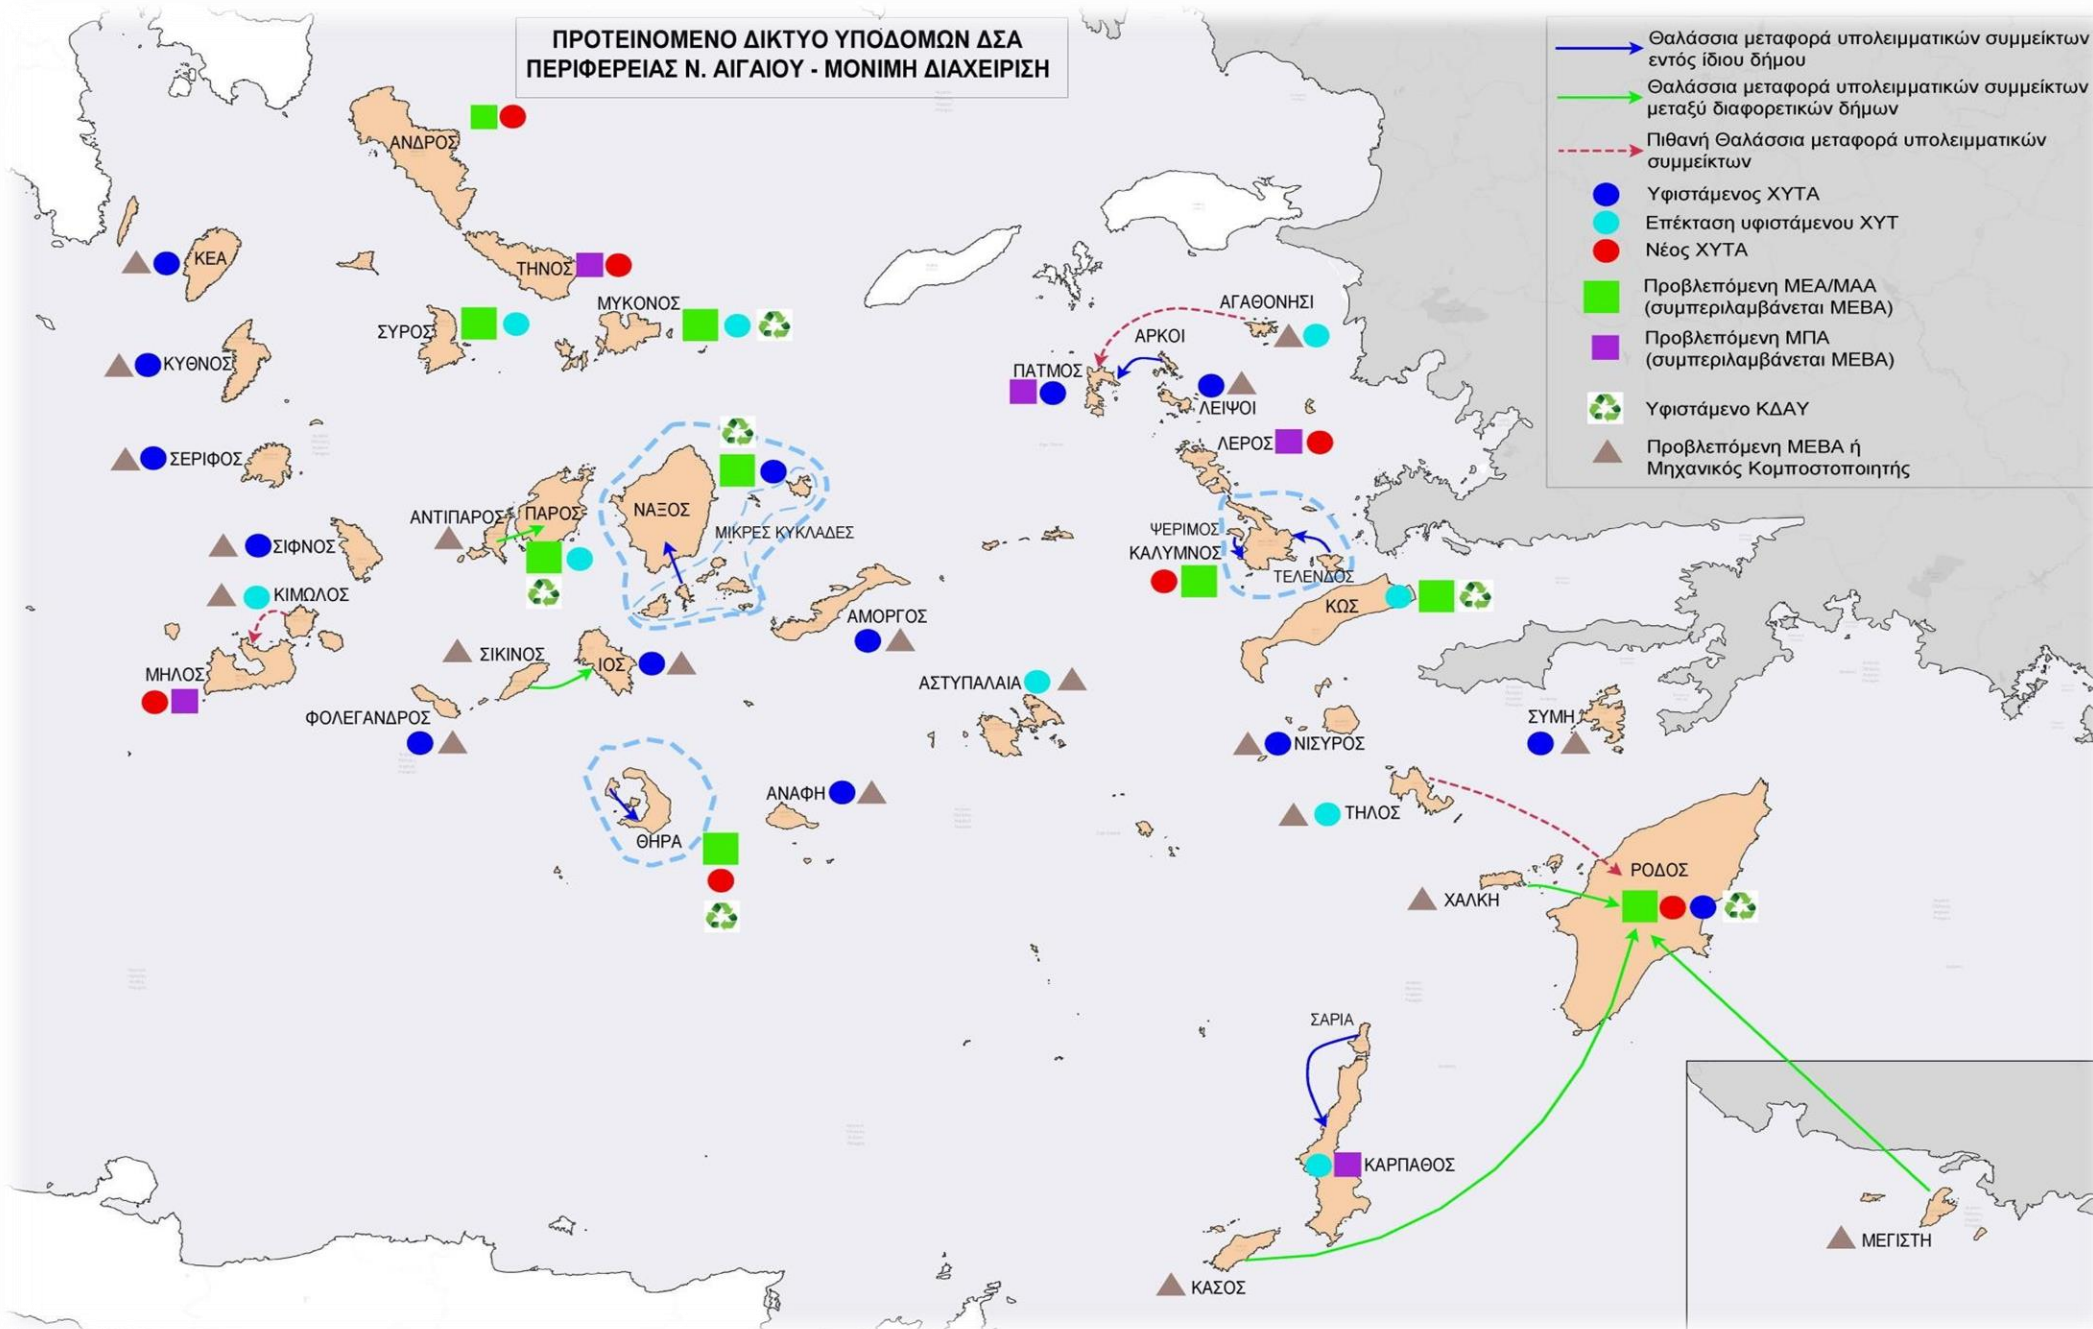 ΠΡΟΤΕΙΝΟΜΕΝΟ ΔΙΚΤΥΟ ΥΠΟΔΟΜΩΝ ΔΣΑ
ΠΕΡΙΦΕΡΕΙΑΣ Ν. ΑΙΓΑΙΟΥ - ΜΟΝΙΜΗ ΔΙΑΧΕΙΡΙΣΗ
Θαλάσσια μεταφορά υπολειμματικών συμμείκτων
εντός ίδιου δήμου
Θαλάσσια μεταφορά υπολειμματικών συμμείκτων
μεταξύ διαφορετικών δήμων
Πιθανή Θαλάσσια μεταφορά υπολειμματικών
συμμείκτων
Υφιστάμενος ΧΥΤΑ
Επέκταση υφιστάμενου ΧΥΤ
Νέος ΧΥΤΑ
Προβλεπόμενη ΜΕΑ/ΜΑΑ
(συμπεριλαμβάνεται ΜΕΒΑ)
Προβλεπόμενη ΜΠΑ
(συμπεριλαμβάνεται ΜΕΒΑ)
Υφιστάμενο ΚΔΑΥ
Προβλεπόμενη ΜΕΒΑ ή
Μηχανικός Κομποστοποιητής
ΑΝΔΡΟΣ
ΚΕΑ
ΤΗΝΟΣ
ΜΥΚΟΝΟΣ
ΣΥΡΟΣ
ΚΥΘΝΟΣ
ΑΓΑΘΟΝΗΣΙ
ΑΡΚΟΙ
ΠΑΤΜΟΣ
ΛΕΙΨΟΙ
ΛΕΡΟΣ
ΣΕΡΙΦΟΣ
ΝΑΞΟΣ
ΑΝΤΙΠΑΡΟΣ
ΠΑΡΟΣ
ΜΙΚΡΕΣ ΚΥΚΛΑΔΕΣ
ΨΕΡΙΜΟΣ
ΚΑΛΥΜΝΟΣ
ΤΕΛΕΝΔΟΣ
ΣΙΦΝΟΣ
ΚΙΜΩΛΟΣ
ΚΩΣ
ΑΜΟΡΓΟΣ
ΣΙΚΙΝΟΣ
ΙΟΣ
ΜΗΛΟΣ
ΑΣΤΥΠΑΛΑΙΑ
ΦΟΛΕΓΑΝΔΡΟΣ
ΝΙΣΥΡΟΣ
ΣΥΜΗ
ΑΝΑΦΗ
ΤΗΛΟΣ
ΘΗΡΑ
ΡΟΔΟΣ
ΧΑΛΚΗ
ΣΑΡΙΑ
ΚΑΡΠΑΘΟΣ
ΜΕΓΙΣΤΗ
ΚΑΣΟΣ